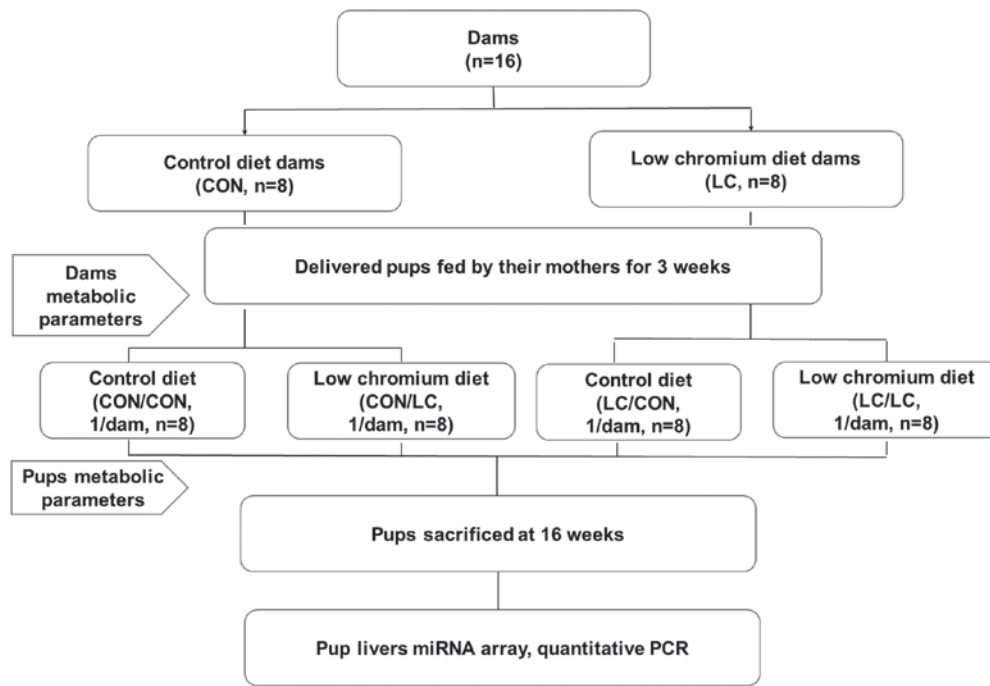 Dams
(n=16)
Control diet dams
(CON, n=8)
Low chromium diet dams
(LC, n=8)
Delivered pups fed by their mothers for 3 weeks
Dams
metabolic
parameters
Control diet
(CON/CON,
1/dam, n=8)
Low chromium diet
(CON/LC,
1/dam, n=8)
Control diet
(LC/CON,
1/dam, n=8)
Low chromium diet
(LC/LC,
1/dam, n=8)
Pups metabolic
parameters
Pups sacrificed at 16 weeks
Pup livers miRNA array, quantitative PCR